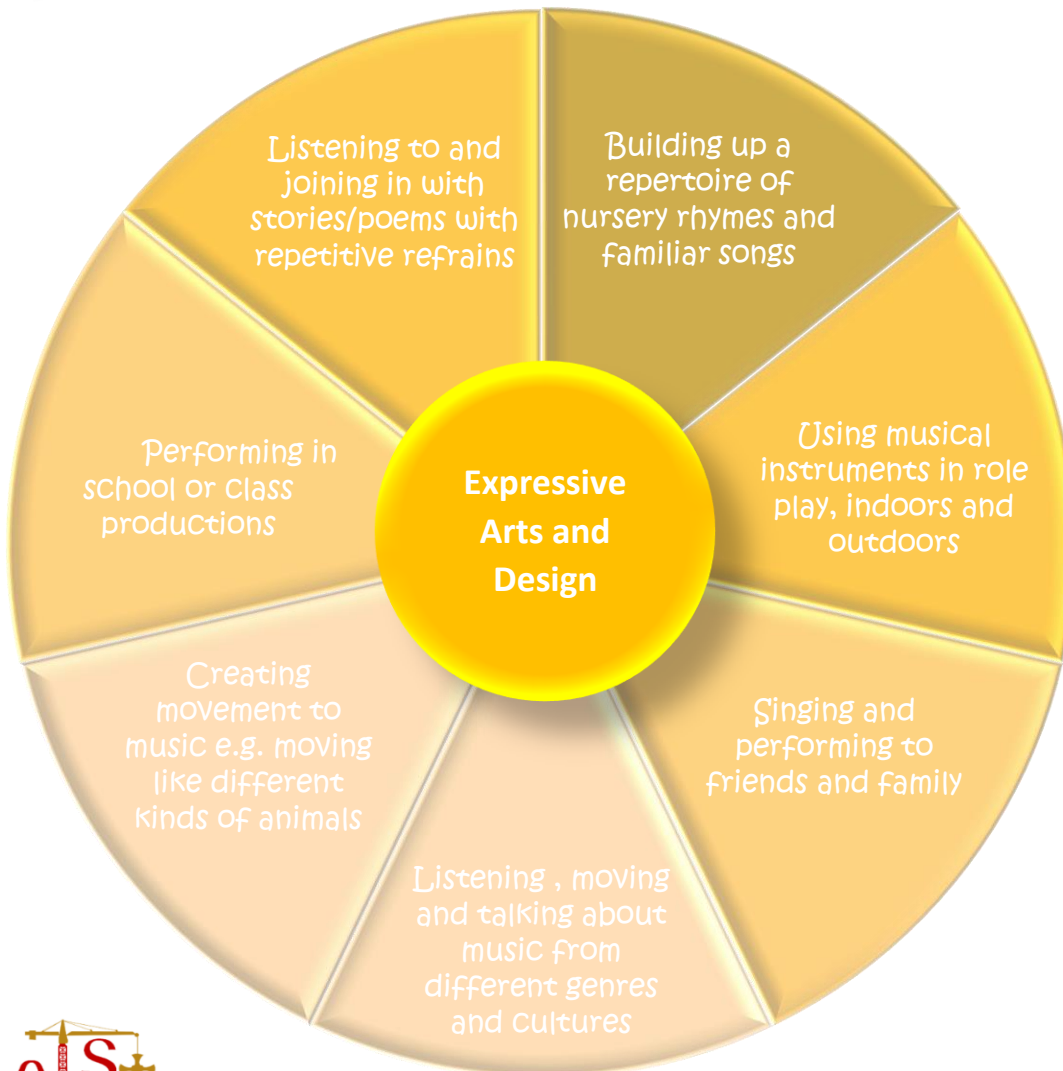 Building up a
repertoire of
nursery rhymes and
familiar songs
Using musical
instruments in role
play, indoors and
outdoors
Singing and
performing to
friends and family
Listening , moving
and talking about
music from
different genres
and cultures
Creating
movement to
music e.g. moving
like different
kinds of animals
Performing in
school or class
productions
Listening to and
joining in with
stories/poems with
repetitive refrains
Expressive
Arts and
Design